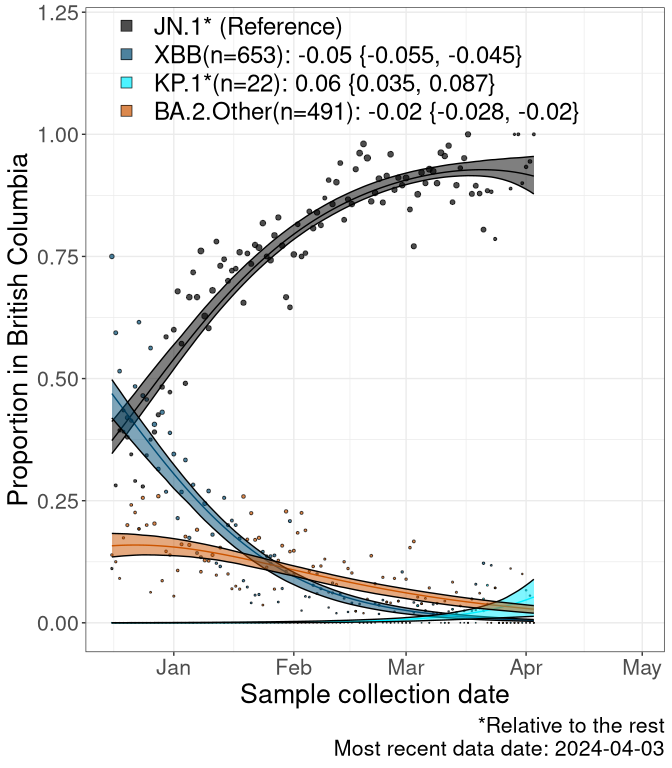 JN.1* (Reference)
XBB(n=653): -0.05 {-0.055, -0.045}
KP.1*(n=22): 0.06 {0.035, 0.087}
BA.2.Other(n=491): -0.02 {-0.028, -0.02}
Proportion in British Columbia
1.25
1.00
0.75
0.50
0.25
0.00
Jan Feb Mar Apr May
Sample collection date
*Relative to the rest
Most recent data date: 2024-04-03